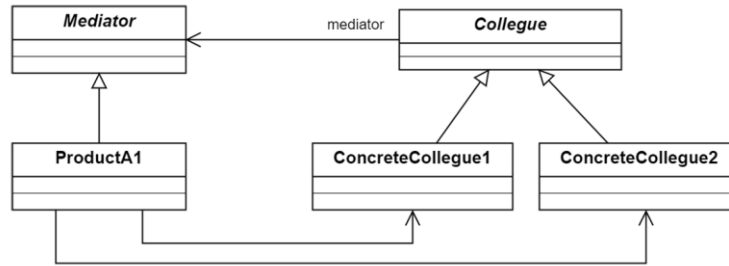 Mediator
mediator
Collegue
ProductA1
ConcreteCollegue1
ConcreteCollegue2